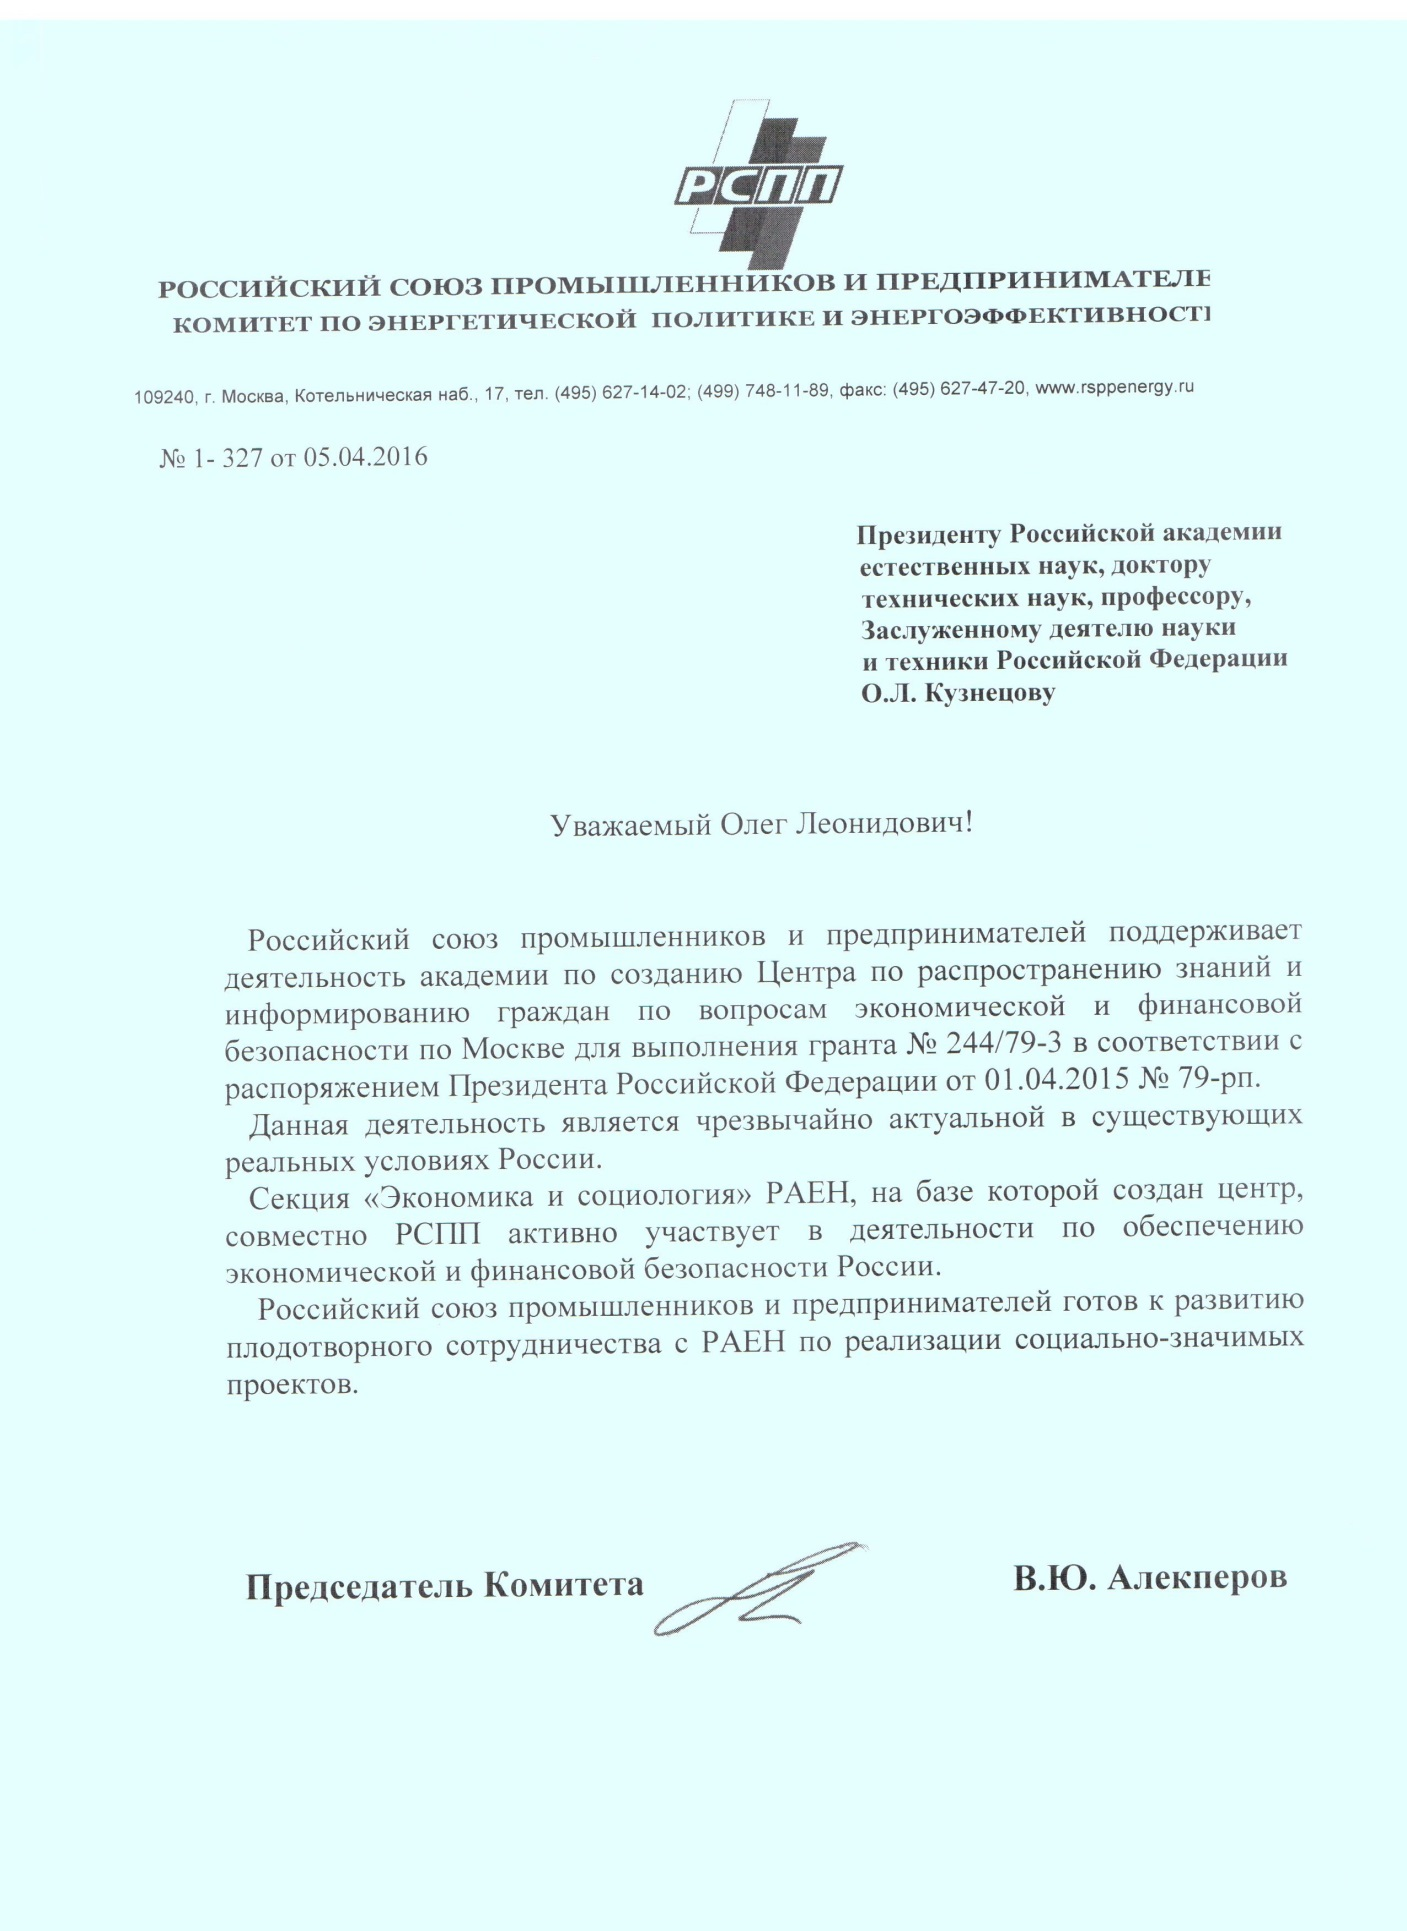 РСПП
РОССИЙСКИЙ СОЮЗ ПРОМЫШЛЕННИКОВ И ПРЕДПРИНИМАТЕЛЕ
КОМИТЕТ ПО ЭНЕРГЕТИЧЕСКОЙ ПОЛИТИКЕ И ЭНЕРГОЭФФЕКТИВНОСТ
109240, г. Москва, Котельническая наб., 17, тел. (495) 627-14-02; (499) 748-11-89, факс: (495) 627-47-20, www.rsppenergy.ru
№ 1- 327 от 05.04.2016
Президенту Российской академии
естественных наук, доктору
технических наук, профессору,
Заслуженному деятелю науки
и техники Российской Федерации
О.Л. Кузнецову
Уважаемый Олег Леонидович!
Российский союз промышленников и предпринимателей поддерживает
деятельность академии по созданию Центра по распространению знаний и
информированию граждан по вопросам экономической и финансовой
безопасности по Москве для выполнения гранта № 244/79-3 в соответствии с
распоряжением Президента Российской Федерации от 01.04.2015 № 79-рп.
Данная деятельность является чрезвычайно актуальной в существующих
реальных условиях России.
Секция «Экономика и социология» РАЕН, на базе которой создан центр,
совместно РСПП активно участвует в деятельности по обеспечению
экономической и финансовой безопасности России.
Российский союз промышленников и предпринимателей готов к развитию
плодотворного сотрудничества с РАЕН по реализации социально-значимых
проектов.
Председатель Комитета В.Ю. Алекперов